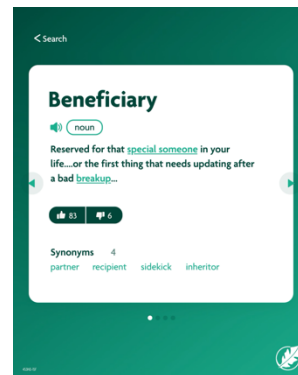 < Search
Beneficiary
noun
Reserved for that special someone in your
life....or the first thing that needs updating after
a bad breakup...
83 6
Synonyms 4
partner recipient sidekick inheritor